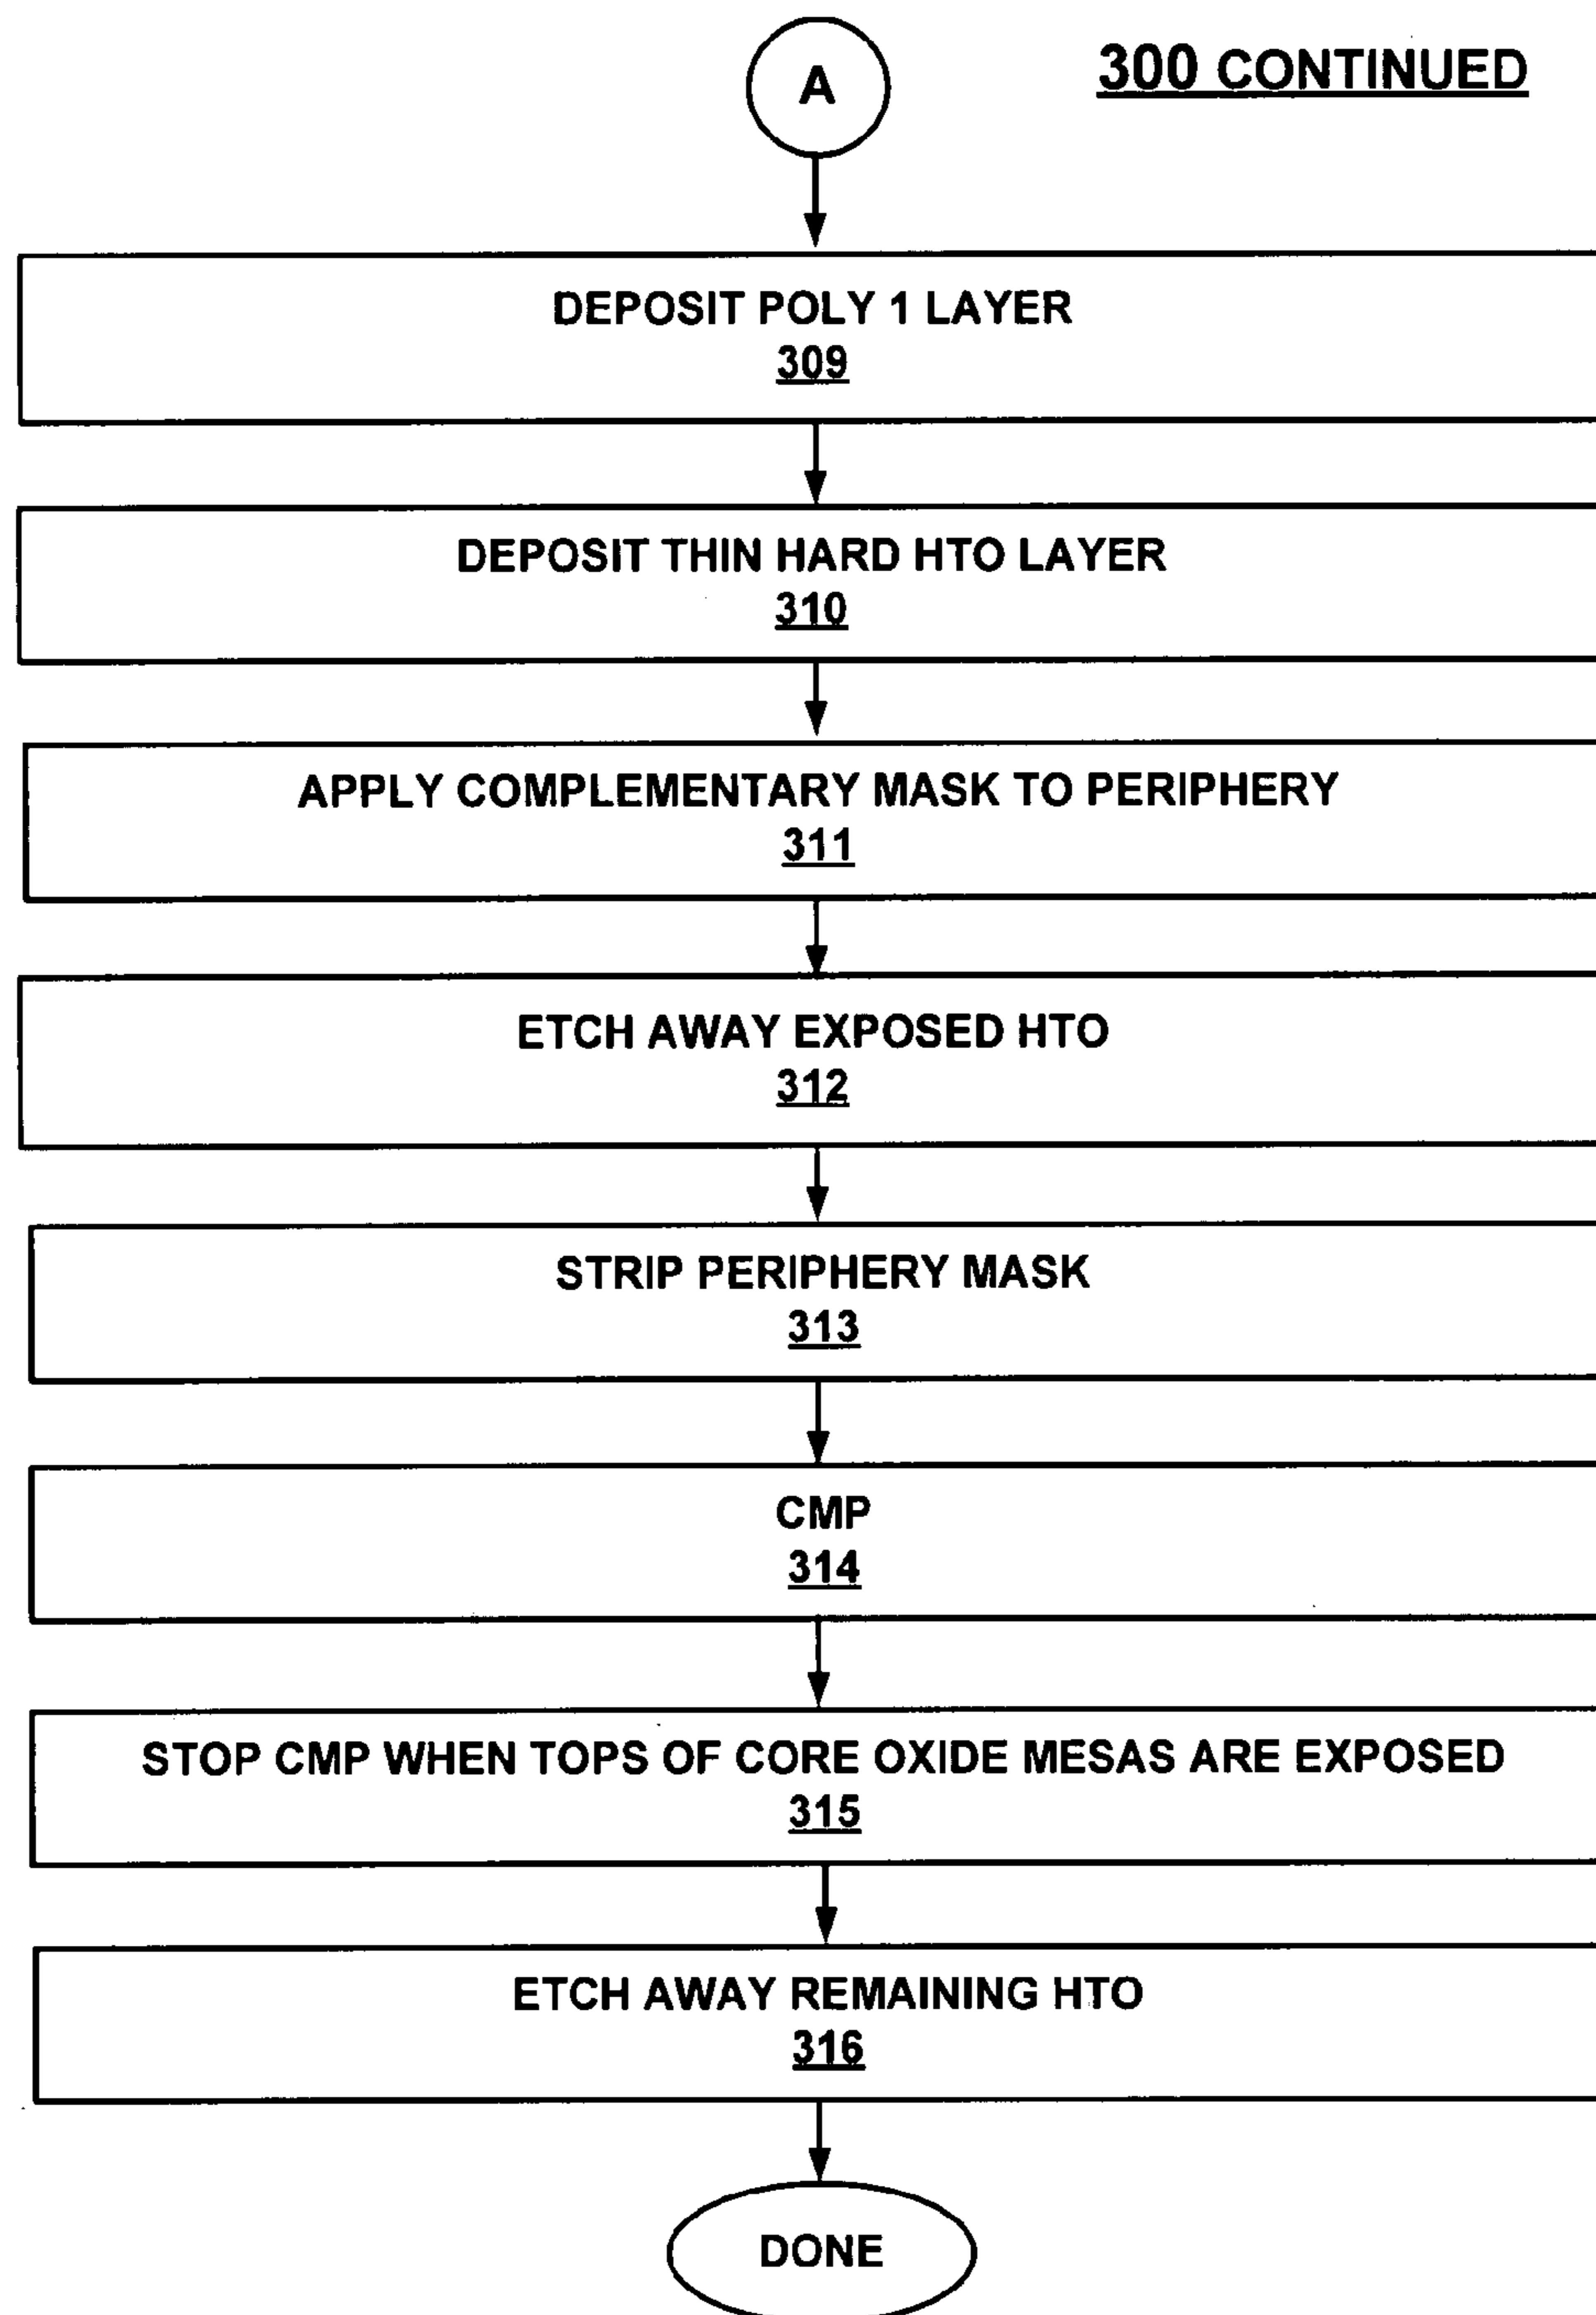 A
300 CONTINUED
DEPOSIT POLY 1 LAYER
309
DEPOSIT THIN HARD HTO LAYER
310
APPLY COMPLEMENTARY MASK TO PERIPHERY
311
ETCH AWAY EXPOSED HTO
312
STRIP PERIPHERY MASK
313
CMP
314
STOP CMP WHEN TOPS OF CORE OXIDE MESAS ARE EXPOSED
315
ETCH AWAY REMAINING HTO
316
DONE